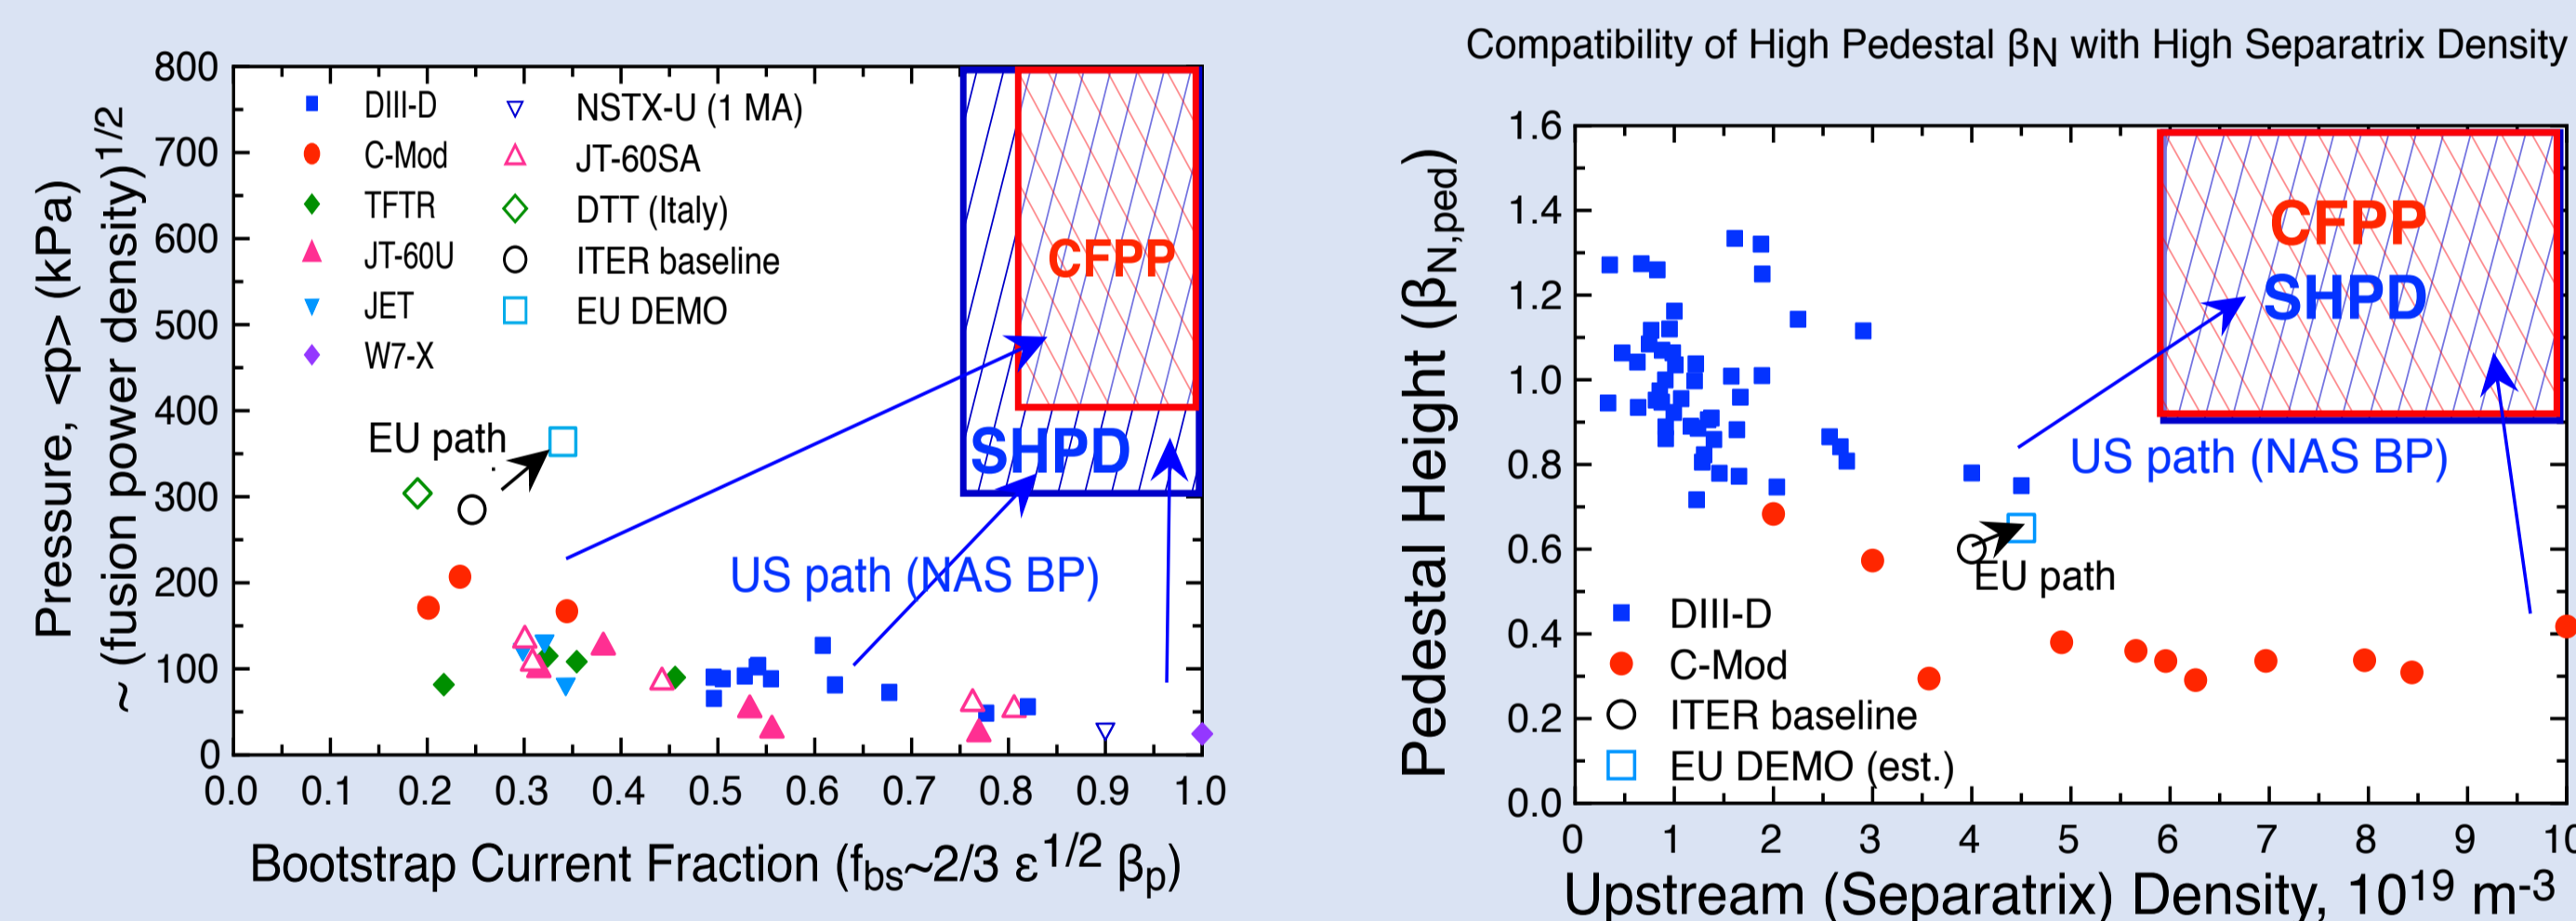 Pressure, <p> (kPa)
~ (fusion power density)1/2
800
700
600
500
400
300
200
100
0
DIII-D
C-Mod
TFTR
JT-60U
JET
W7-X
NSTX-U (1 MA)
JT-60SA
DTT (Italy)
ITER baseline
EU DEMO
CFPP
SHPD
EU path
US path (NAS BP)
0.0 0.1 0.2 0.3 0.4 0.5 0.6 0.7 0.8 0.9 1.0
Bootstrap Current Fraction (fbs~2/3 ε1/2 βp)
Compatibility of High Pedestal βN with High Separatrix Density
Pedestal Height (βN,ped)
1.6
1.4
1.2
1.0
0.8
0.6
0.4
0.2
0.0
CFPP
SHPD
US path (NAS BP)
EU path
DIII-D
C-Mod
ITER baseline
EU DEMO (est.)
0 1 2 3 4 5 6 7 8 9 10
Upstream (Separatrix) Density, 1019 m-3